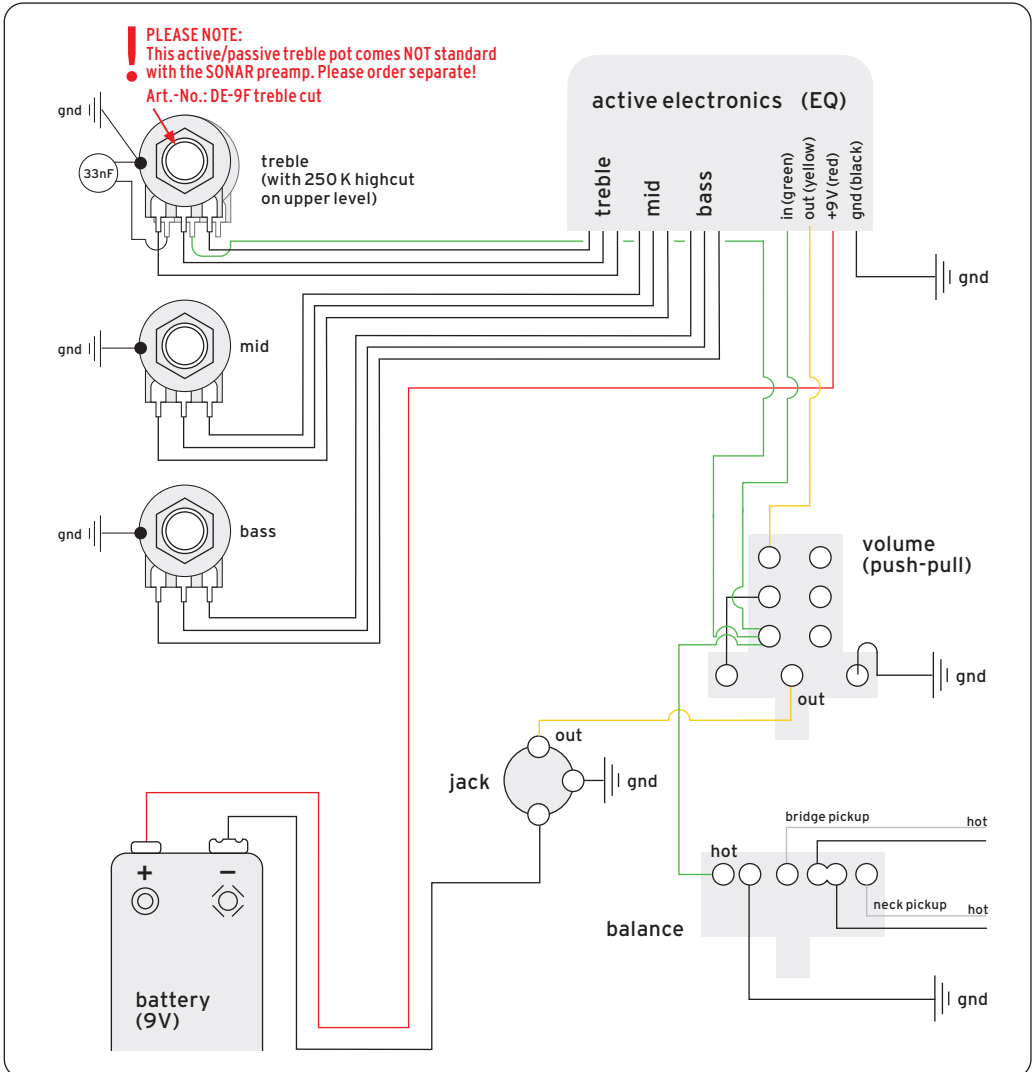 PLEASE NOTE:
This active/passive treble pot comes NOT standard
with the SONAR preamp. Please order separate!
Art.-No.: DE-9F treble cut
gnd
33nF
treble
(with 250 K highcut
on upper level)
active electronics (EQ)
treble
mid
bass
in (green)
out (yellow)
+9 V (red)
gnd (black)
gnd
gnd
mid
gnd
bass
volume
(push-pull)
gnd
out
out
jack
gnd
bridge pickup
hot
hot
neck pickup
hot
balance
gnd
+
−
battery
(9V)